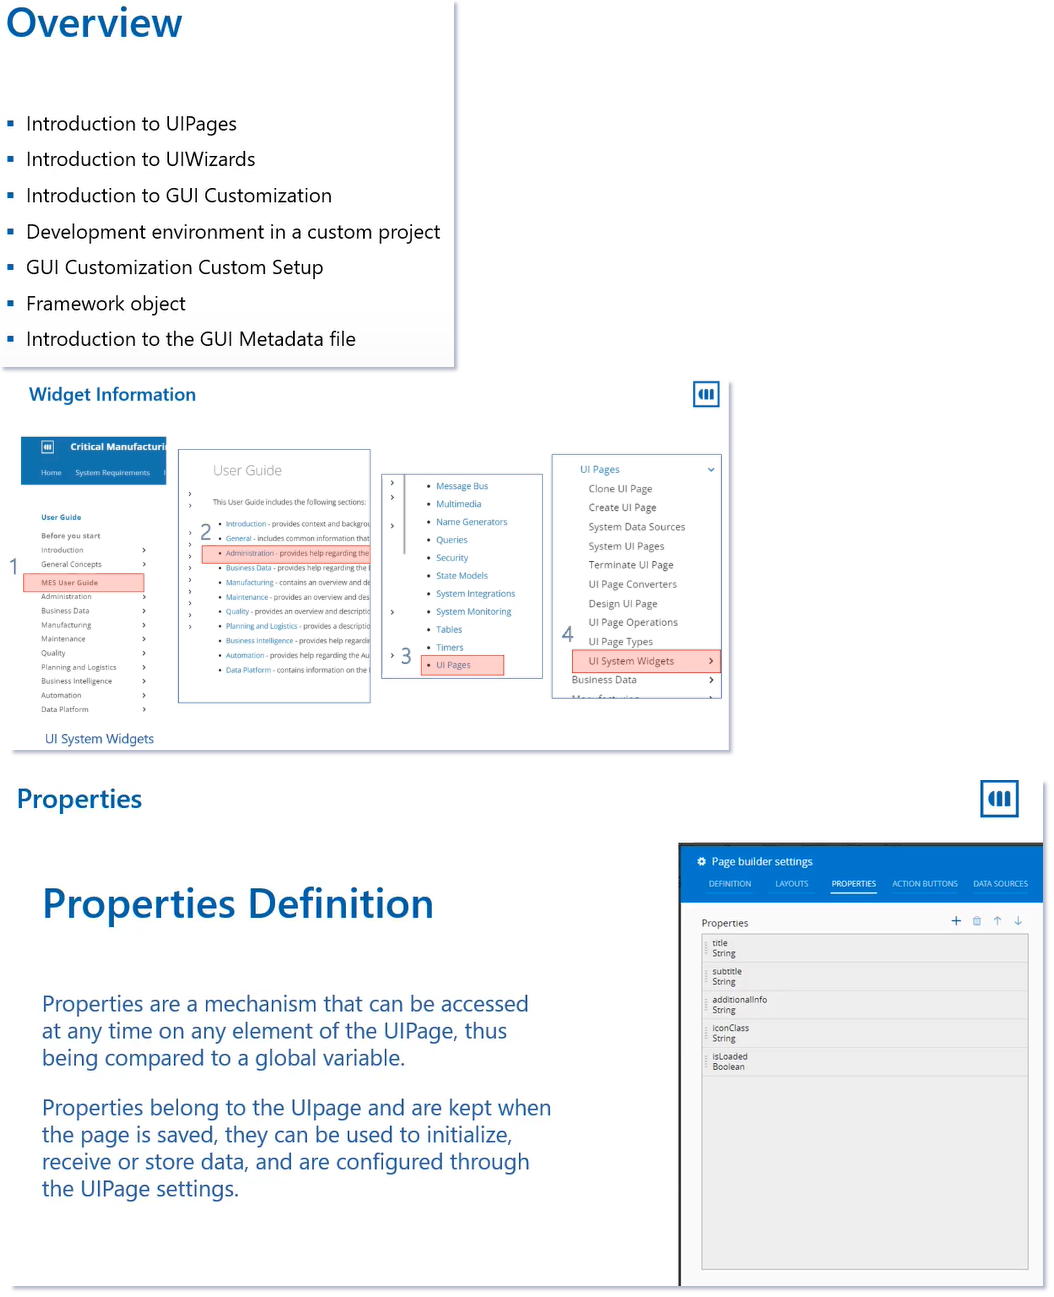 Overview
Introduction to UIPages
Introduction to UIWizards
Introduction to GUI Customization
Development environment in a custom project
GUI Customization Custom Setup
Framework object
Introduction to the GUI Metadata file
Widget Information
Critical Manufacturin
Home System Requirements
User Guide
Before you start
Introduction
General Concepts
1
MES User Guide
Administration
Business Data
Manufacturing
Maintenance
Quality
Planning and Logistics
Business Intelligence
Automation
Data Platform
User Guide
This User Guide includes the following sections:
2
Introduction - provides context and backgrou
General - includes common information that
Administration - provides help regarding the
Business Data - provides help regarding the
Manufacturing - contains an overview and de
Maintenance - provides an overview and des
Quality - provides an overview and descriptio
Planning and Logistics - provides a description
Business Intelligence - provides help regardin
Automation - provides help regarding the Au
Data Platform - contains information on the
Message Bus
Multimedia
Name Generators
Queries
Security
State Models
System Integrations
System Monitoring
Tables
Timers
3
UI Pages
UI Pages
Clone UI Page
Create UI Page
System Data Sources
System UI Pages
Terminate UI Page
UI Page Converters
Design UI Page
UI Page Operations
4
UI Page Types
UI System Widgets
Business Data
Manufacturing
UI System Widgets
Properties
Properties Definition
Properties are a mechanism that can be accessed
at any time on any element of the UIPage, thus
being compared to a global variable.
Properties belong to the UIpage and are kept when
the page is saved, they can be used to initialize,
receive or store data, and are configured through
the UIPage settings.
Page builder settings
DEFINITION LAYOUTS PROPERTIES ACTION BUTTONS DATA SOURCES
Properties
title
String
subtitle
String
additionalInfo
String
iconClass
String
isLoaded
Boolean